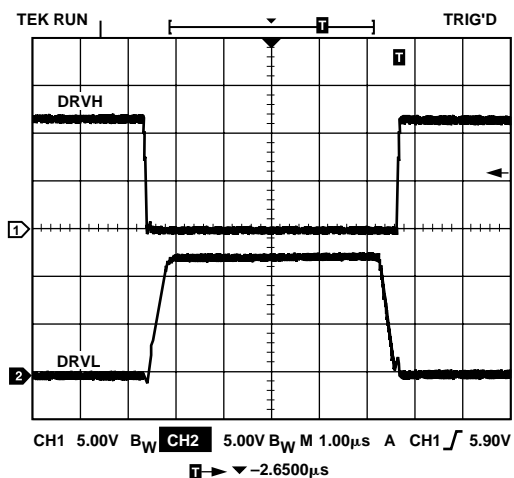 TEK RUN T TRIG'D
T
DRVH
1
DRVL
2
CH1 5.00V BW CH2 5.00V BW M 1.00µs A CH1 5.90V
T –2.6500µs